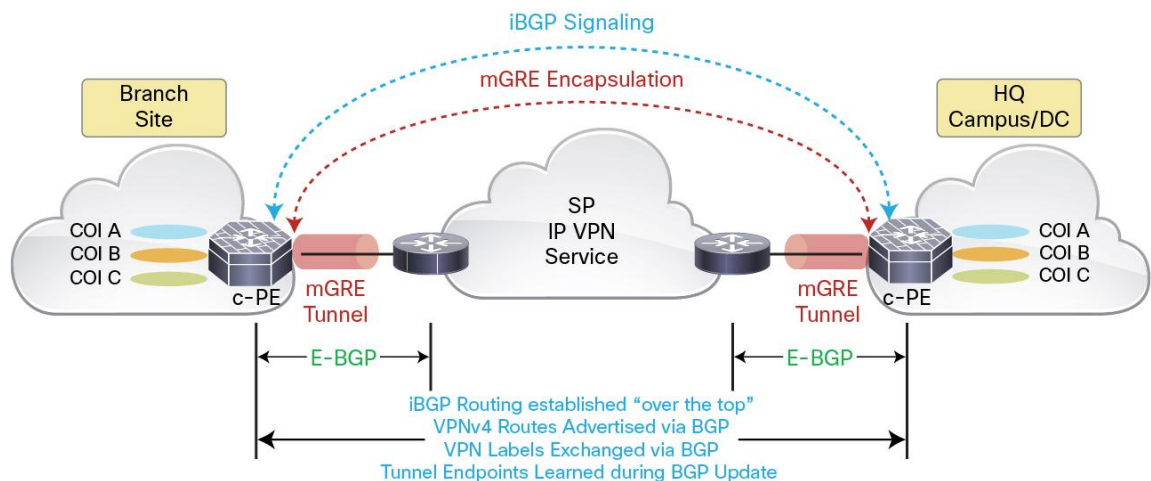 iBGP Signaling
mGRE Encapsulation
Branch
Site
HQ
Campus/DC
SP
IP VPN
Service
COI A
COI B
COI C
c-PE
mGRE
Tunnel
mGRE
Tunnel
c-PE
COI A
COI B
COI C
E-BGP
E-BGP
iBGP Routing established “over the top”
VPNv4 Routes Advertised via BGP
VPN Labels Exchanged via BGP
Tunnel Endpoints Learned during BGP Update